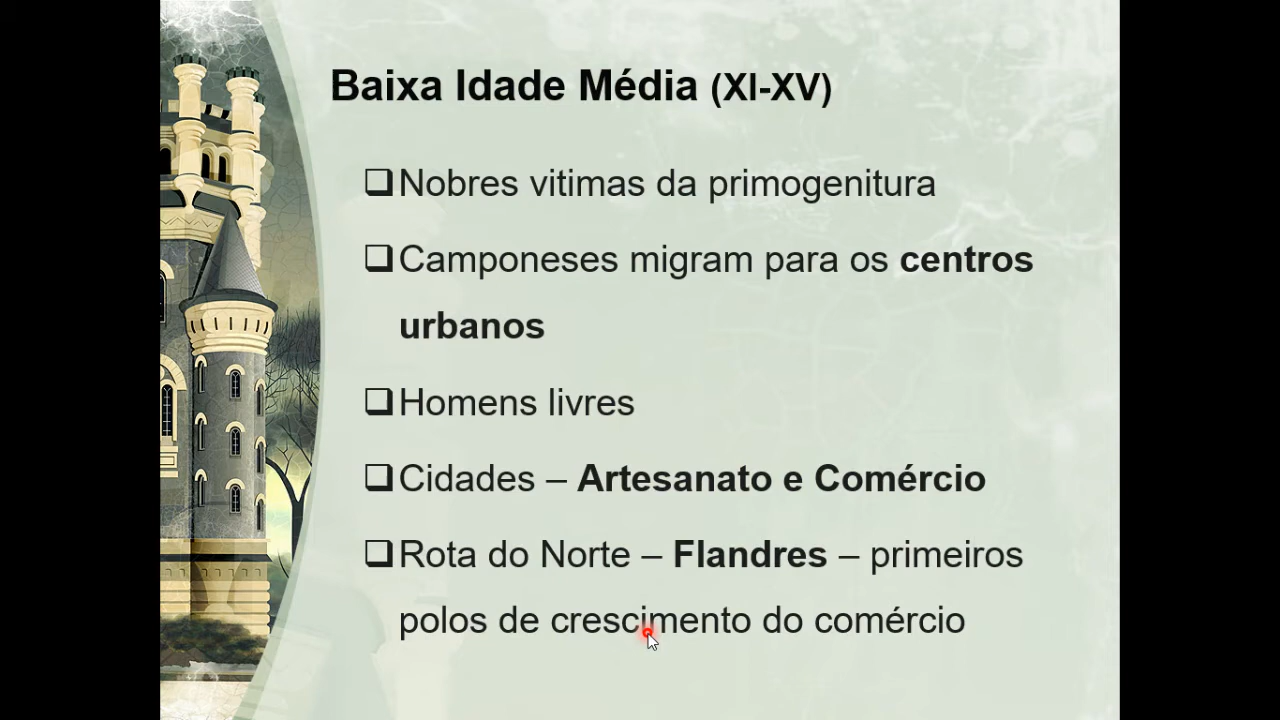 Baixa Idade Média (XI-XV)
❑Nobres vitimas da primogenitura
❑Camponeses migram para os centros
urbanos
❑Homens livres
❑Cidades – Artesanato e Comércio
❑Rota do Norte – Flandres – primeiros
polos de crescimento do comércio